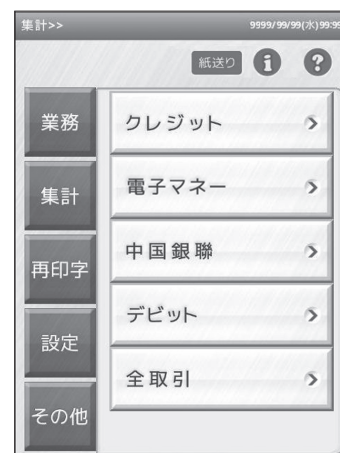 集計>>
9999/99/99(水)99:99
紙送り
i
?
業務
集計
再印字
設定
その他
クレジット
電子マネー
中国銀聯
デビット
全取引